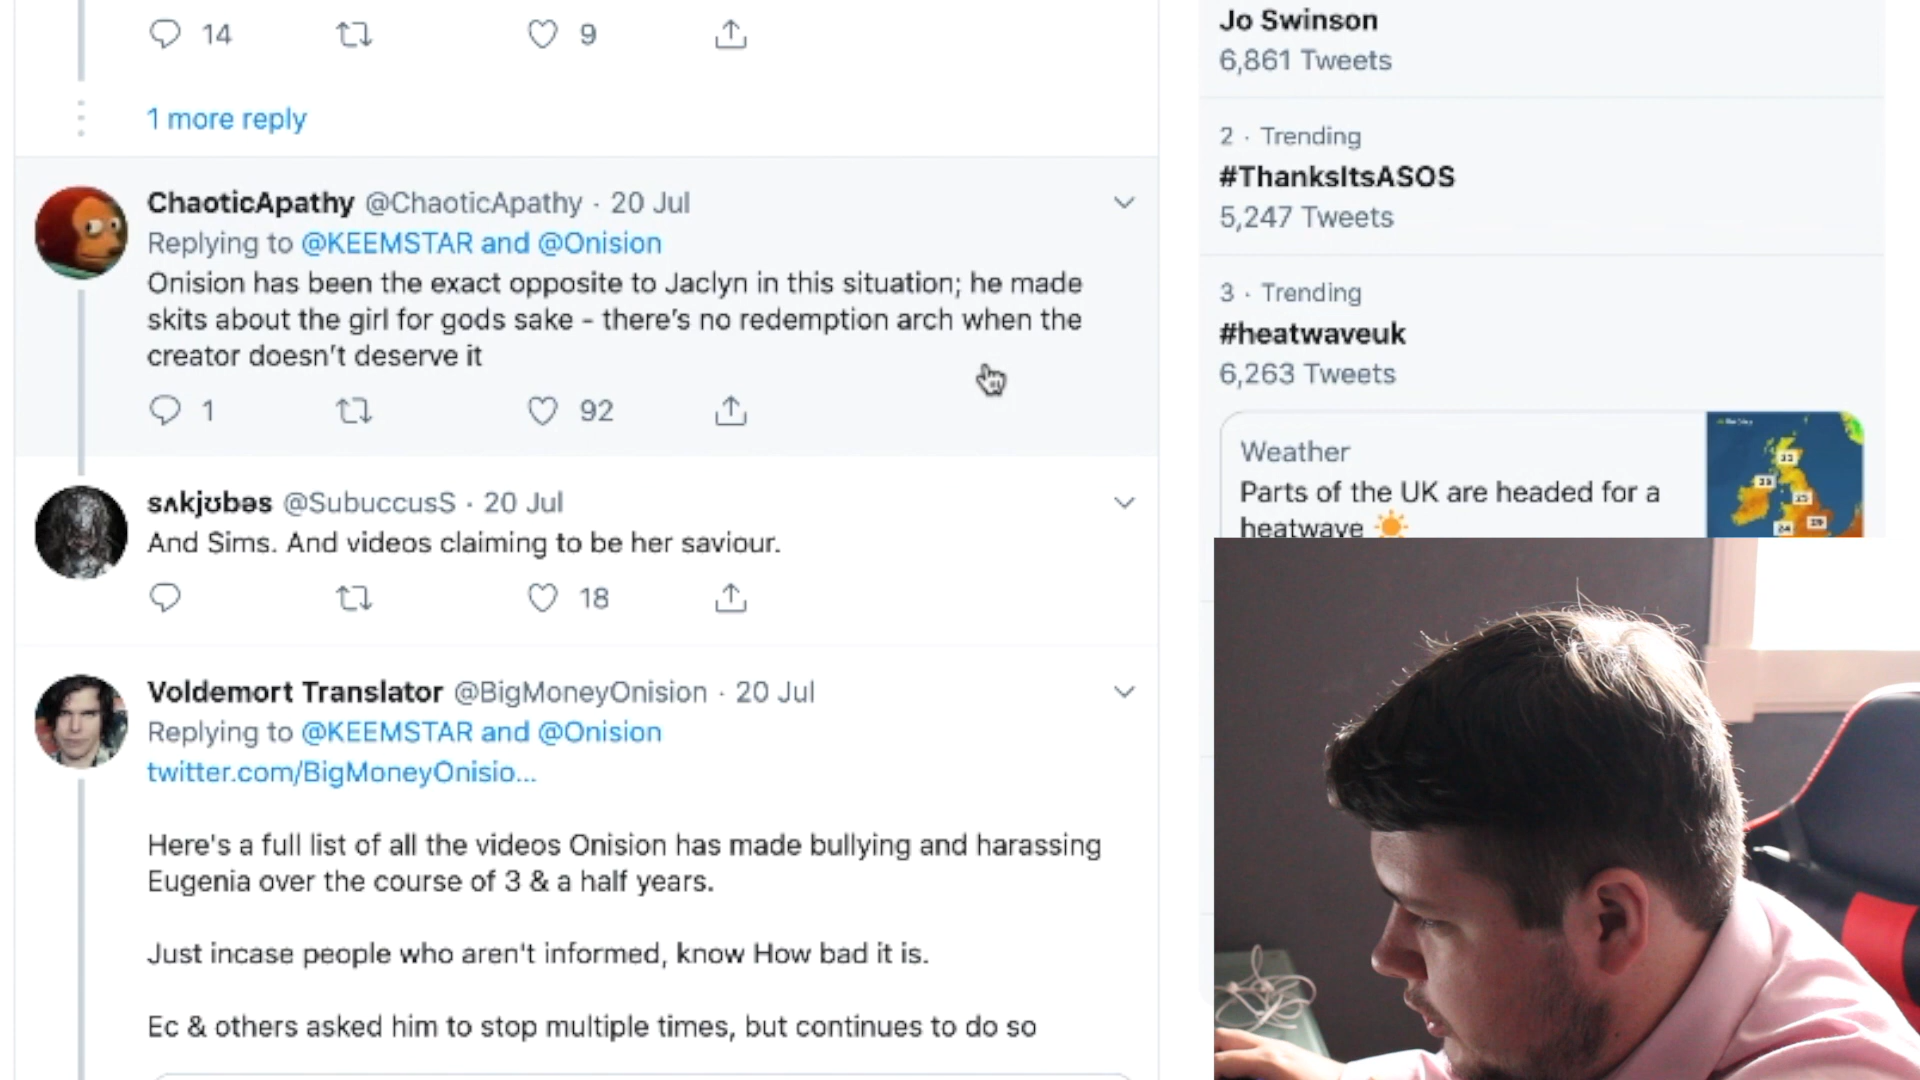 14
9
1 more reply
ChaoticApathy @ChaoticApathy · 20 Jul
Replying to @KEEMSTAR and @Onision
Onision has been the exact opposite to Jaclyn in this situation; he made
skits about the girl for gods sake – there's no redemption arch when the
creator doesn't deserve it
1
92
sʌkjʊbəs @SubuccusS · 20 Jul
And Sims. And videos claiming to be her saviour.
18
Voldemort Translator @BigMoneyOnision · 20 Jul
Replying to @KEEMSTAR and @Onision
twitter.com/BigMoneyOnisio...
Here's a full list of all the videos Onision has made bullying and harassing
Eugenia over the course of 3 & a half years.
Just incase people who aren't informed, know How bad it is.
Ec & others asked him to stop multiple times, but continues to do so
Jo Swinson
6,861 Tweets
2 · Trending
#ThanksItsASOS
5,247 Tweets
3 · Trending
#heatwaveuk
6,263 Tweets
Weather
Parts of the UK are headed for a
heatwave